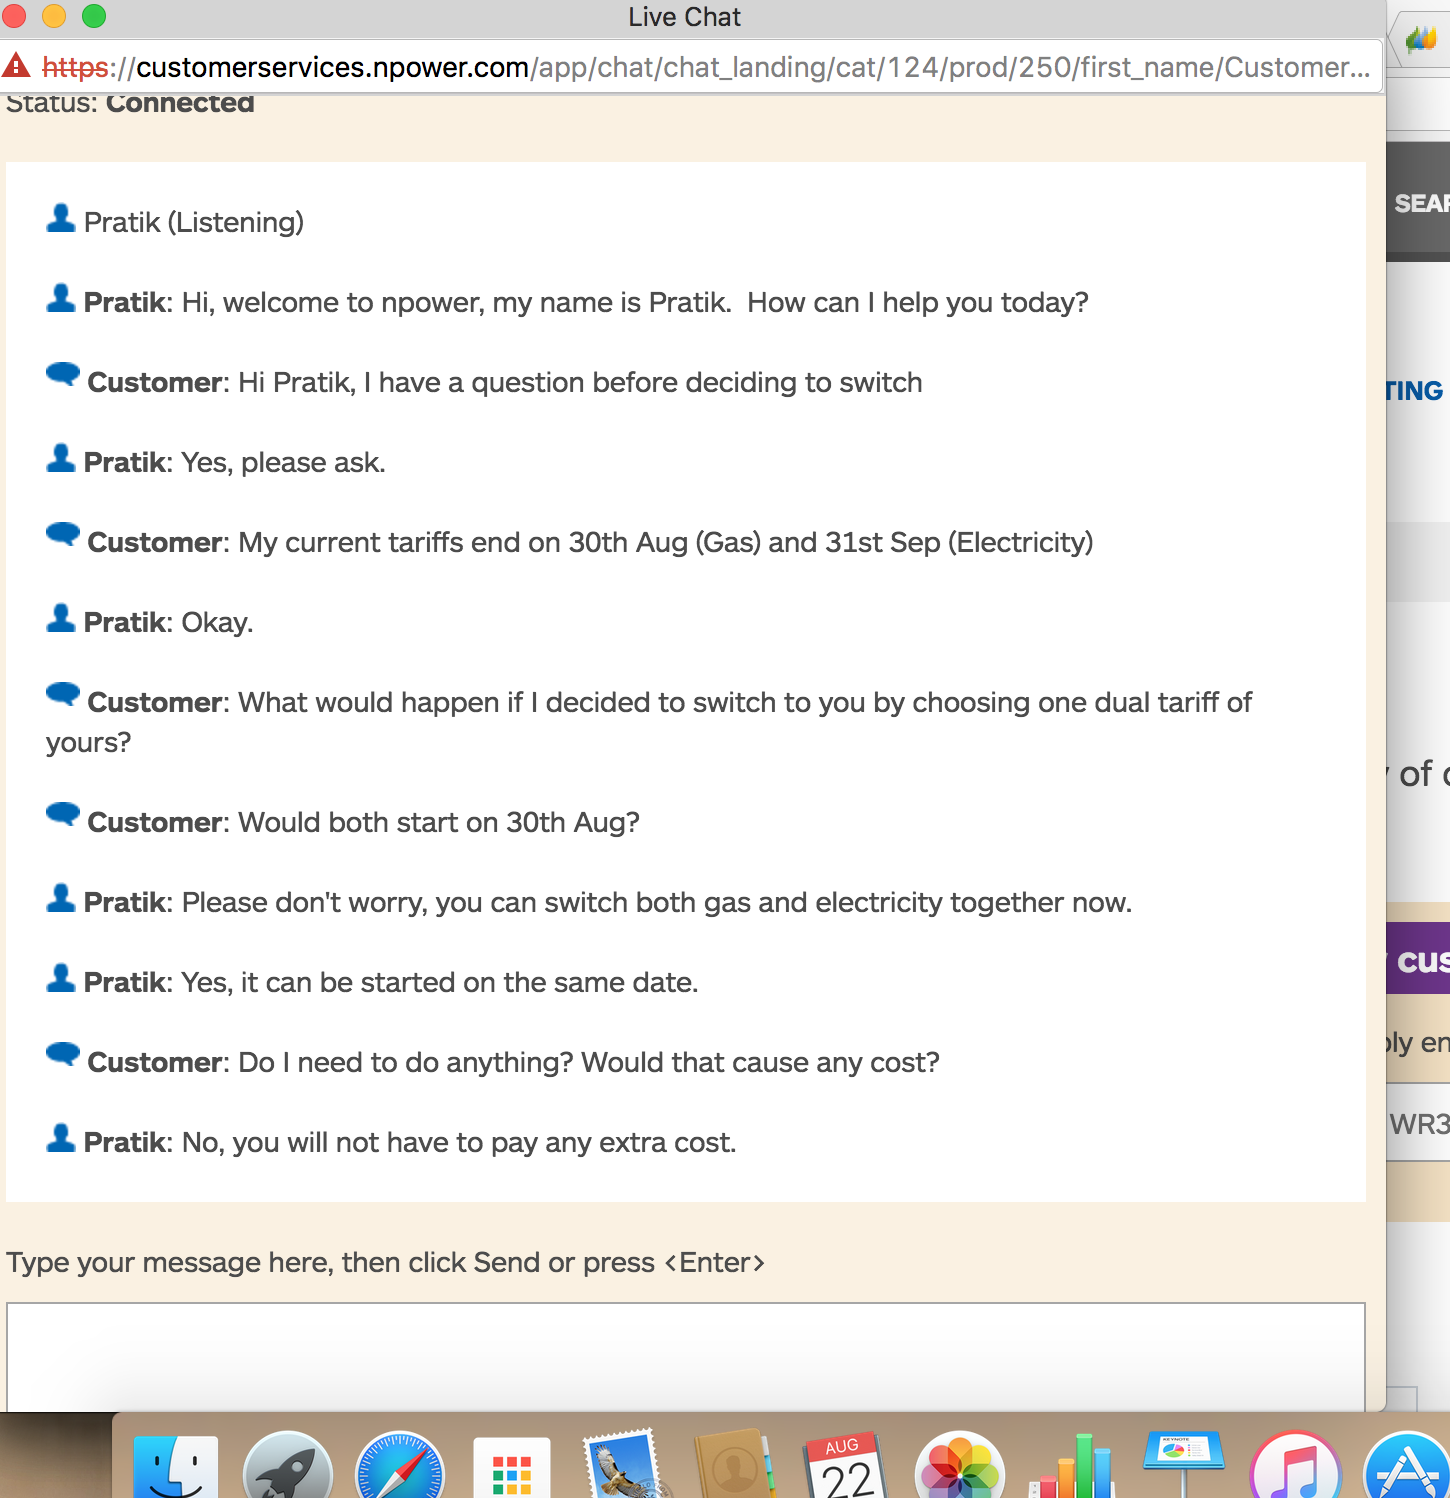 Live Chat
https://customerservices.npower.com/app/chat/chat_landing/cat/124/prod/250/first_name/Customer...
Status: Connected
SEAR
Pratik (Listening)
Pratik: Hi, welcome to npower, my name is Pratik.  How can I help you today?
Customer: Hi Pratik, I have a question before deciding to switch
TING
Pratik: Yes, please ask.
Customer: My current tariffs end on 30th Aug (Gas) and 31st Sep (Electricity)
Pratik: Okay.
Customer: What would happen if I decided to switch to you by choosing one dual tariff of
yours?
of
Customer: Would both start on 30th Aug?
Pratik: Please don't worry, you can switch both gas and electricity together now.
cus
Pratik: Yes, it can be started on the same date.
Customer: Do I need to do anything? Would that cause any cost?
ply en
WR3
Pratik: No, you will not have to pay any extra cost.
Type your message here, then click Send or press <Enter>
AUG
22
KEYNOTE